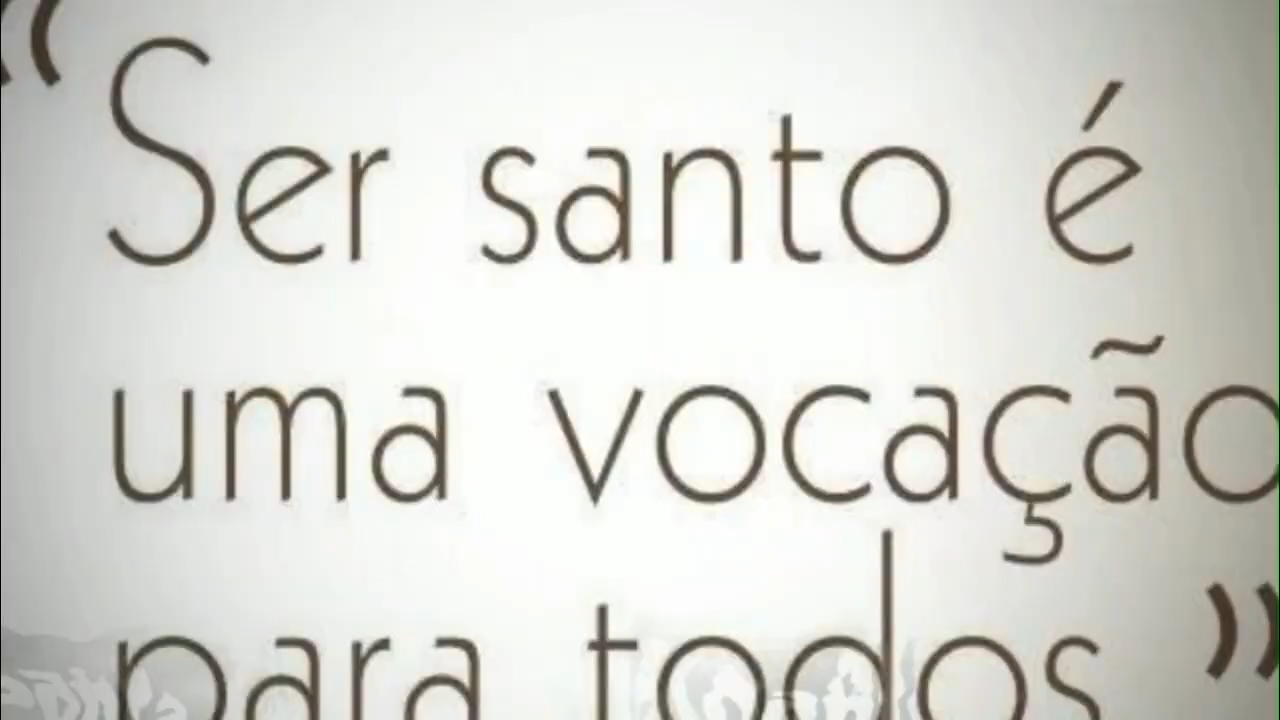 “Ser santo é
uma vocação
para todos”